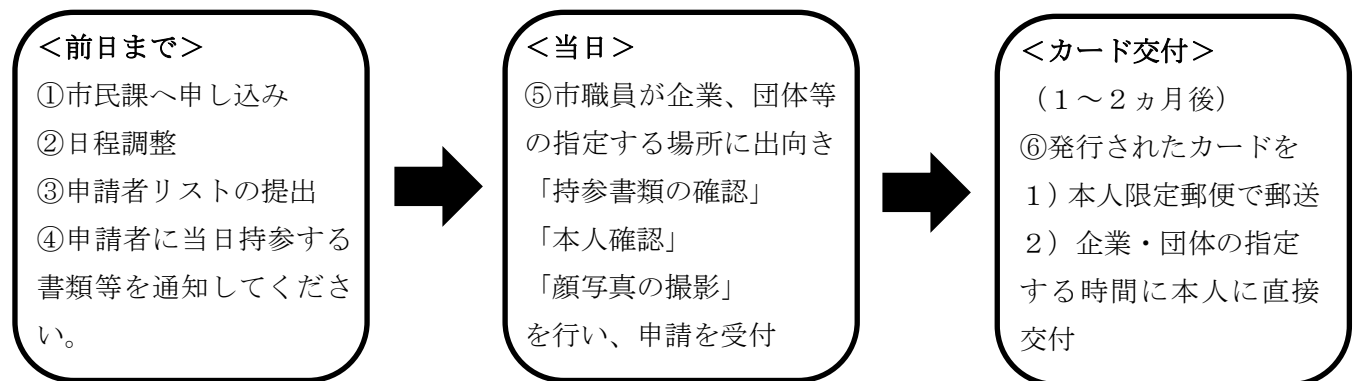 ＜前日まで＞
①市民課へ申し込み
②日程調整
③申請者リストの提出
④申請者に当日持参する
書類等を通知してくださ
い。
＜当日＞
⑤市職員が企業、団体等
の指定する場所に出向き
「持参書類の確認」
「本人確認」
「顔写真の撮影」
を行い、申請を受付
＜カード交付＞
（１～２ヵ月後）
⑥発行されたカードを
１）本人限定郵便で郵送
２）企業・団体の指定
する時間に本人に直接
交付